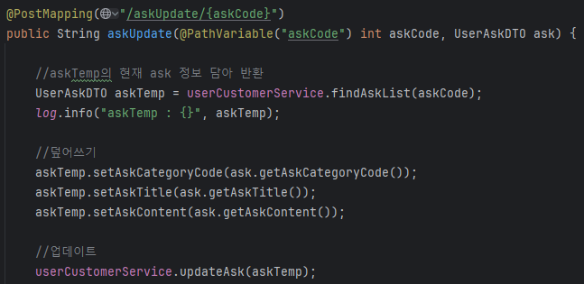 @PostMapping("/askUpdate/{askCode}")
public String askUpdate(@PathVariable("askCode") int askCode, UserAskDTO ask) {
//askTemp의 현재 ask 정보 담아 반환
UserAskDTO askTemp = userCustomerService.findAskList(askCode);
log.info("askTemp : {}", askTemp);
//덮어쓰기
askTemp.setAskCategoryCode(ask.getAskCategoryCode());
askTemp.setAskTitle(ask.getAskTitle());
askTemp.setAskContent(ask.getAskContent());
//업데이트
userCustomerService.updateAsk(askTemp);